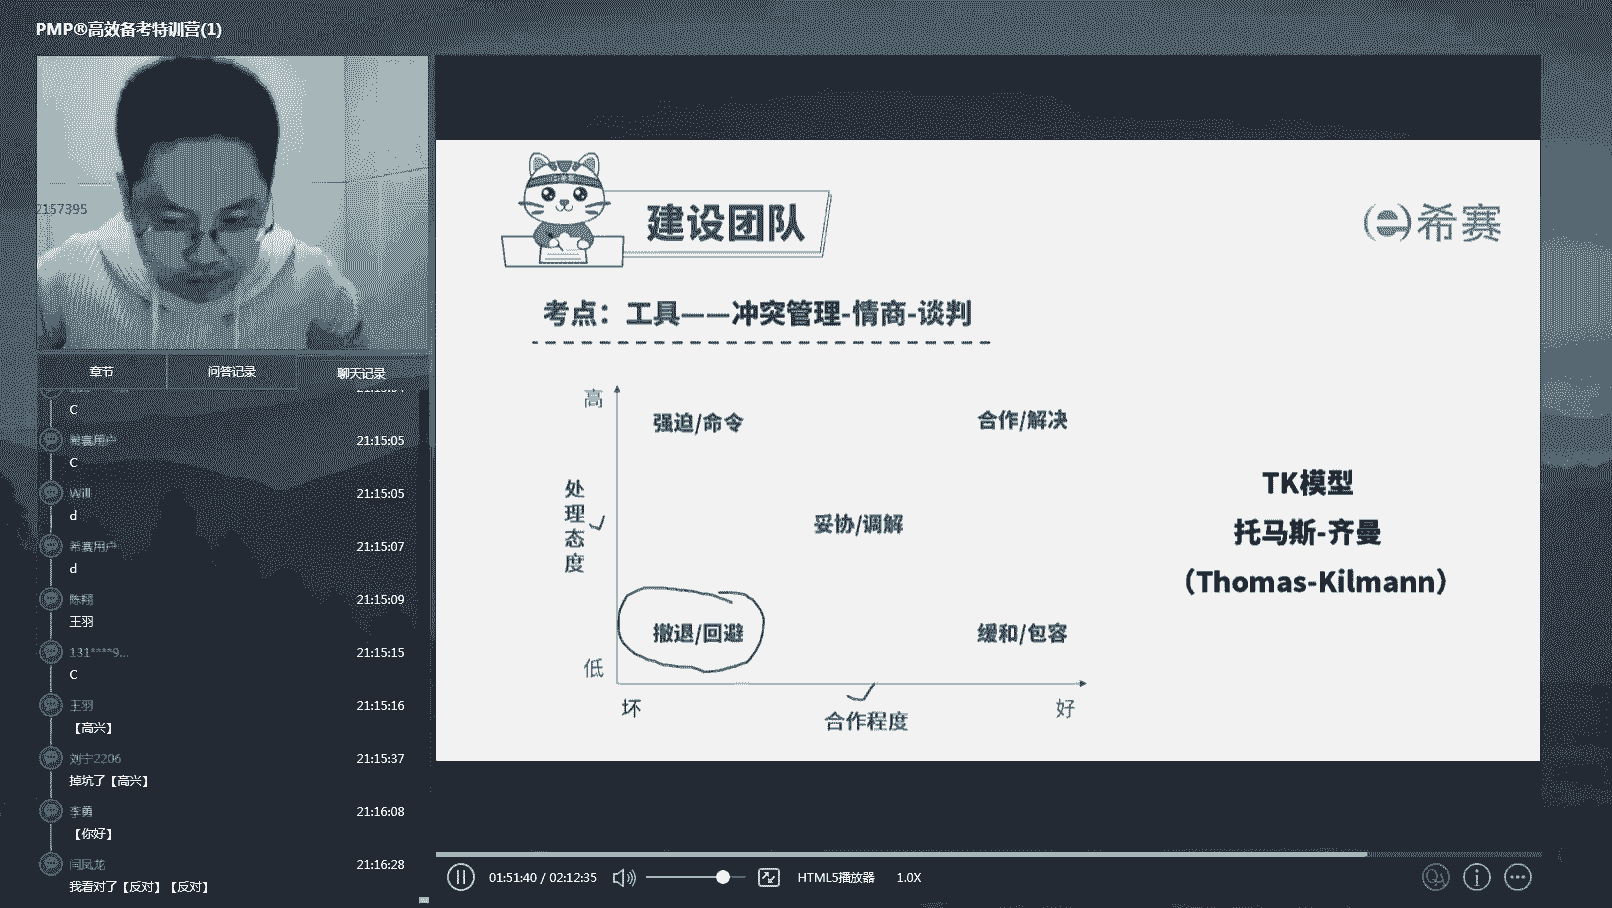 PMP®高效备考特训营(1)
2157395
章节
问答记录
聊天记录
C
希赛用户
21:15:05
C
Will
21:15:05
d
希赛用户
21:15:07
d
陈翔
21:15:09
王羽
131****9...
21:15:15
C
王羽
21:15:16
【高兴】
刘宁2206
21:15:37
掉坑了【高兴】
李勇
21:16:08
【你好】
闫凤龙
21:16:28
我看对了【反对】【反对】
建设团队
希赛
考点：工具——冲突管理-情商-谈判
高
强迫/命令
合作/解决
处理态度
妥协/调解
撤退/回避
缓和/包容
低
坏
好
合作程度
TK模型
托马斯-齐曼
（Thomas-Kilmann）
01:51:40 / 02:12:35
HTML5播放器
1.0X